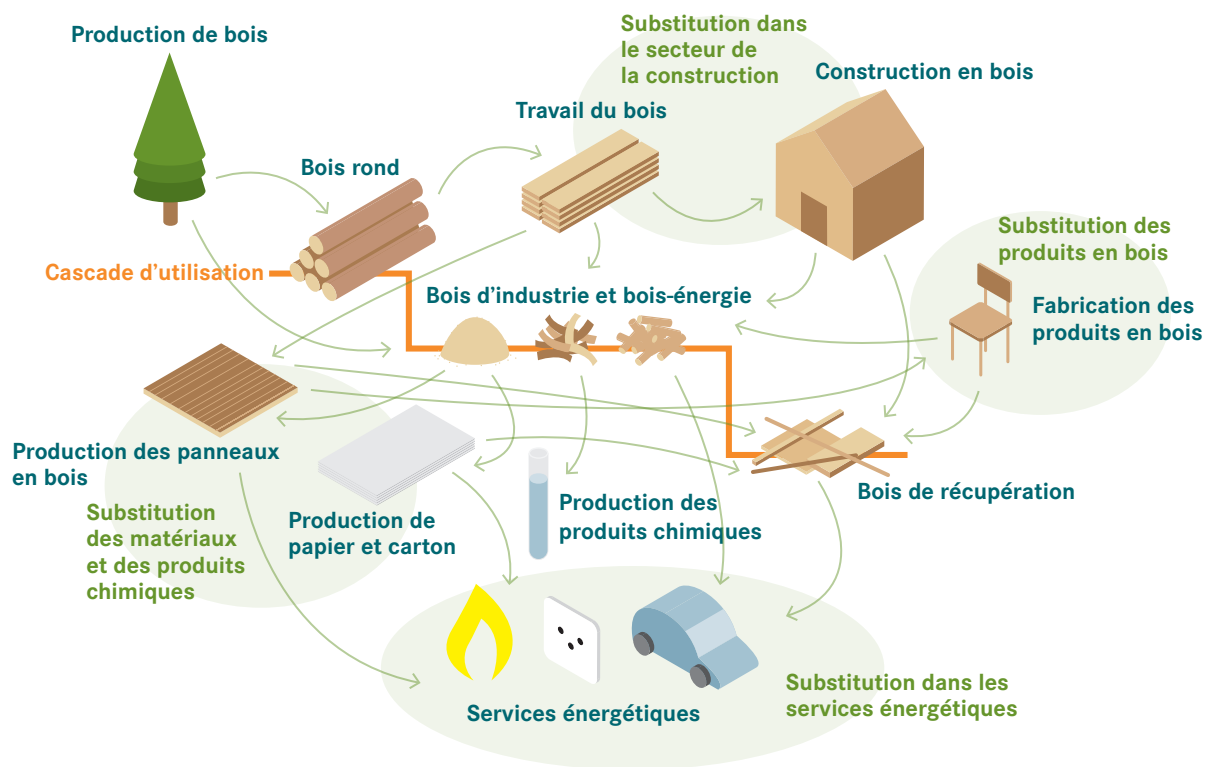 Production de bois
Substitution dans
le secteur de
la construction
Construction en bois
Travail du bois
Bois rond
Substitution des
produits en bois
Cascade d’utilisation
Bois d’industrie et bois-énergie
Fabrication des
produits en bois
Production des panneaux
en bois
Bois de récupération
Substitution
des matériaux
et des produits
chimiques
Production de
papier et carton
Production des
produits chimiques
Substitution dans les
services énergétiques
Services énergétiques